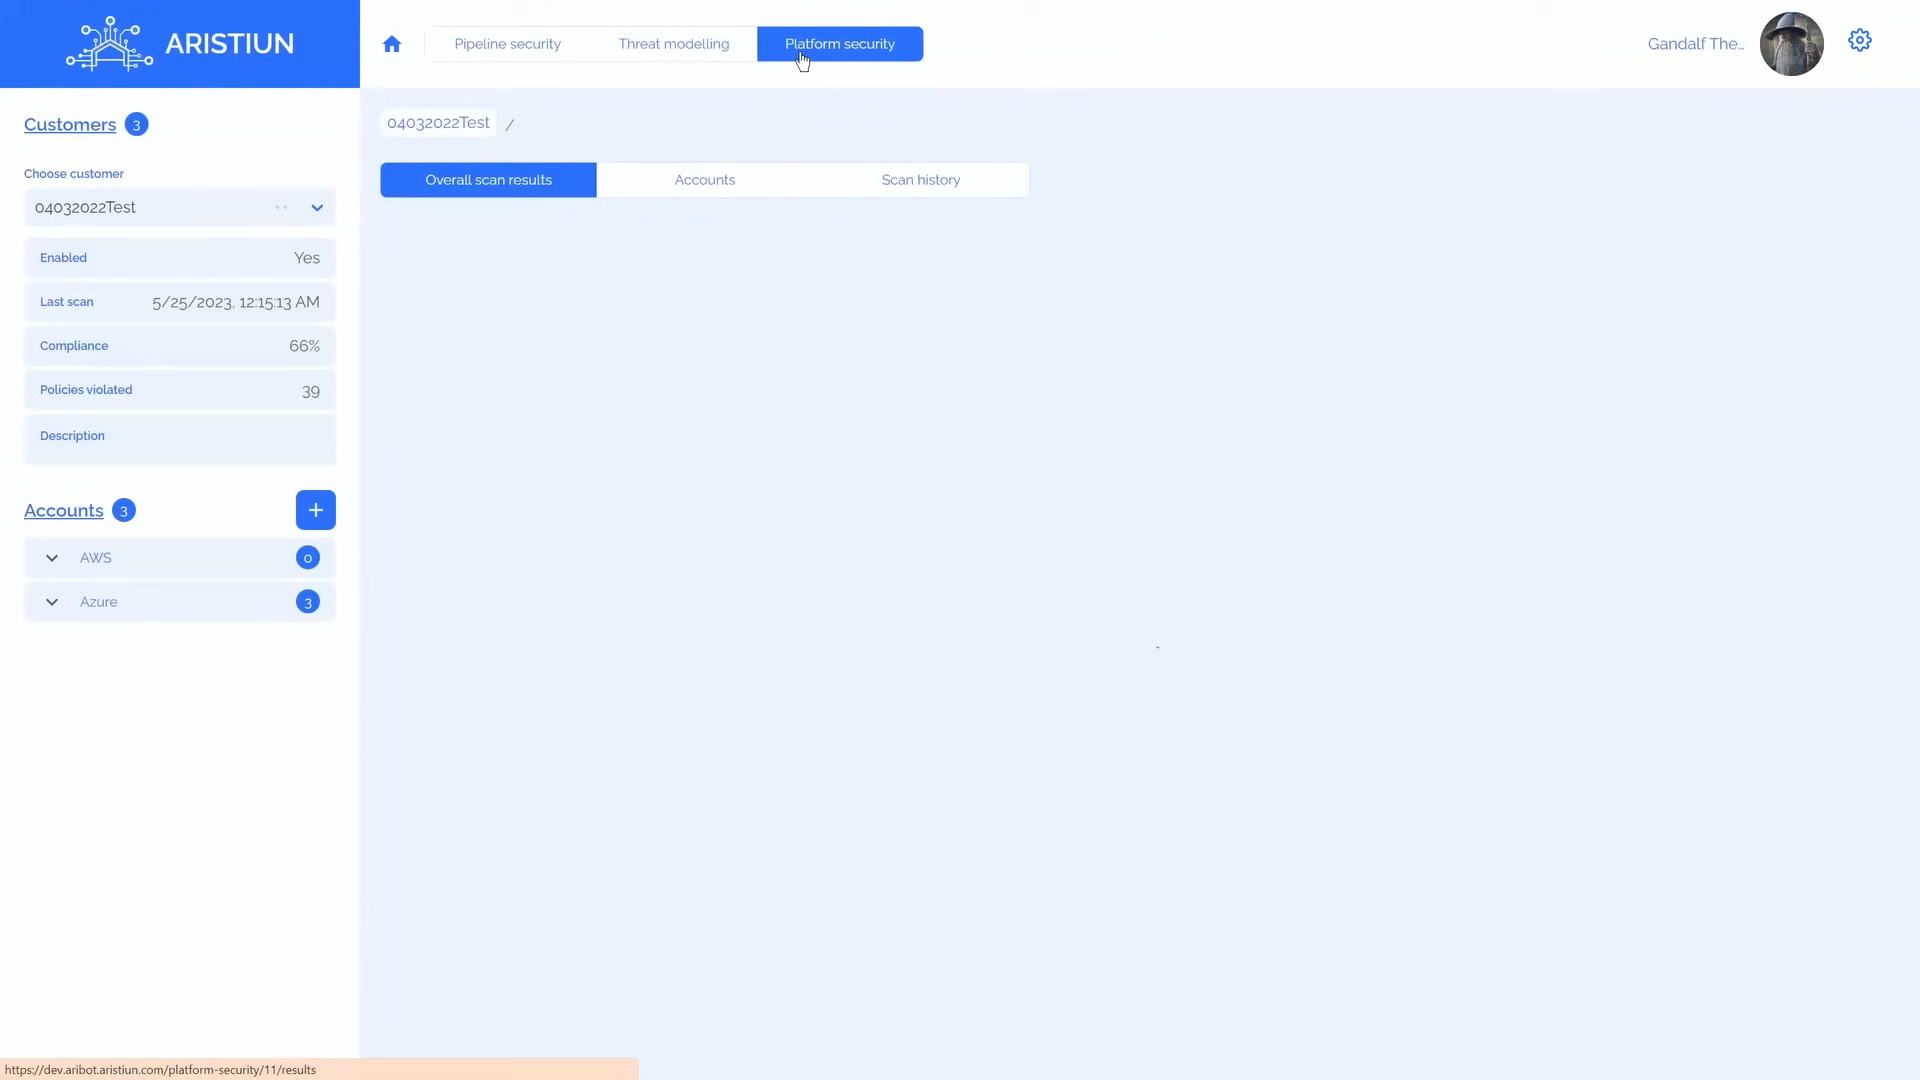 ARISTIUN
Pipeline security
Threat modelling
Platform security
Gandalf The...
Customers 3
Choose customer
04032022Test
Enabled Yes
Last scan 5/25/2023, 12:15:13 AM
Compliance 66%
Policies violated 39
Description
Accounts 3
+
AWS 0
Azure 3
04032022Test /
Overall scan results
Accounts
Scan history
https://dev.aribot.aristiun.com/platform-security/11/results